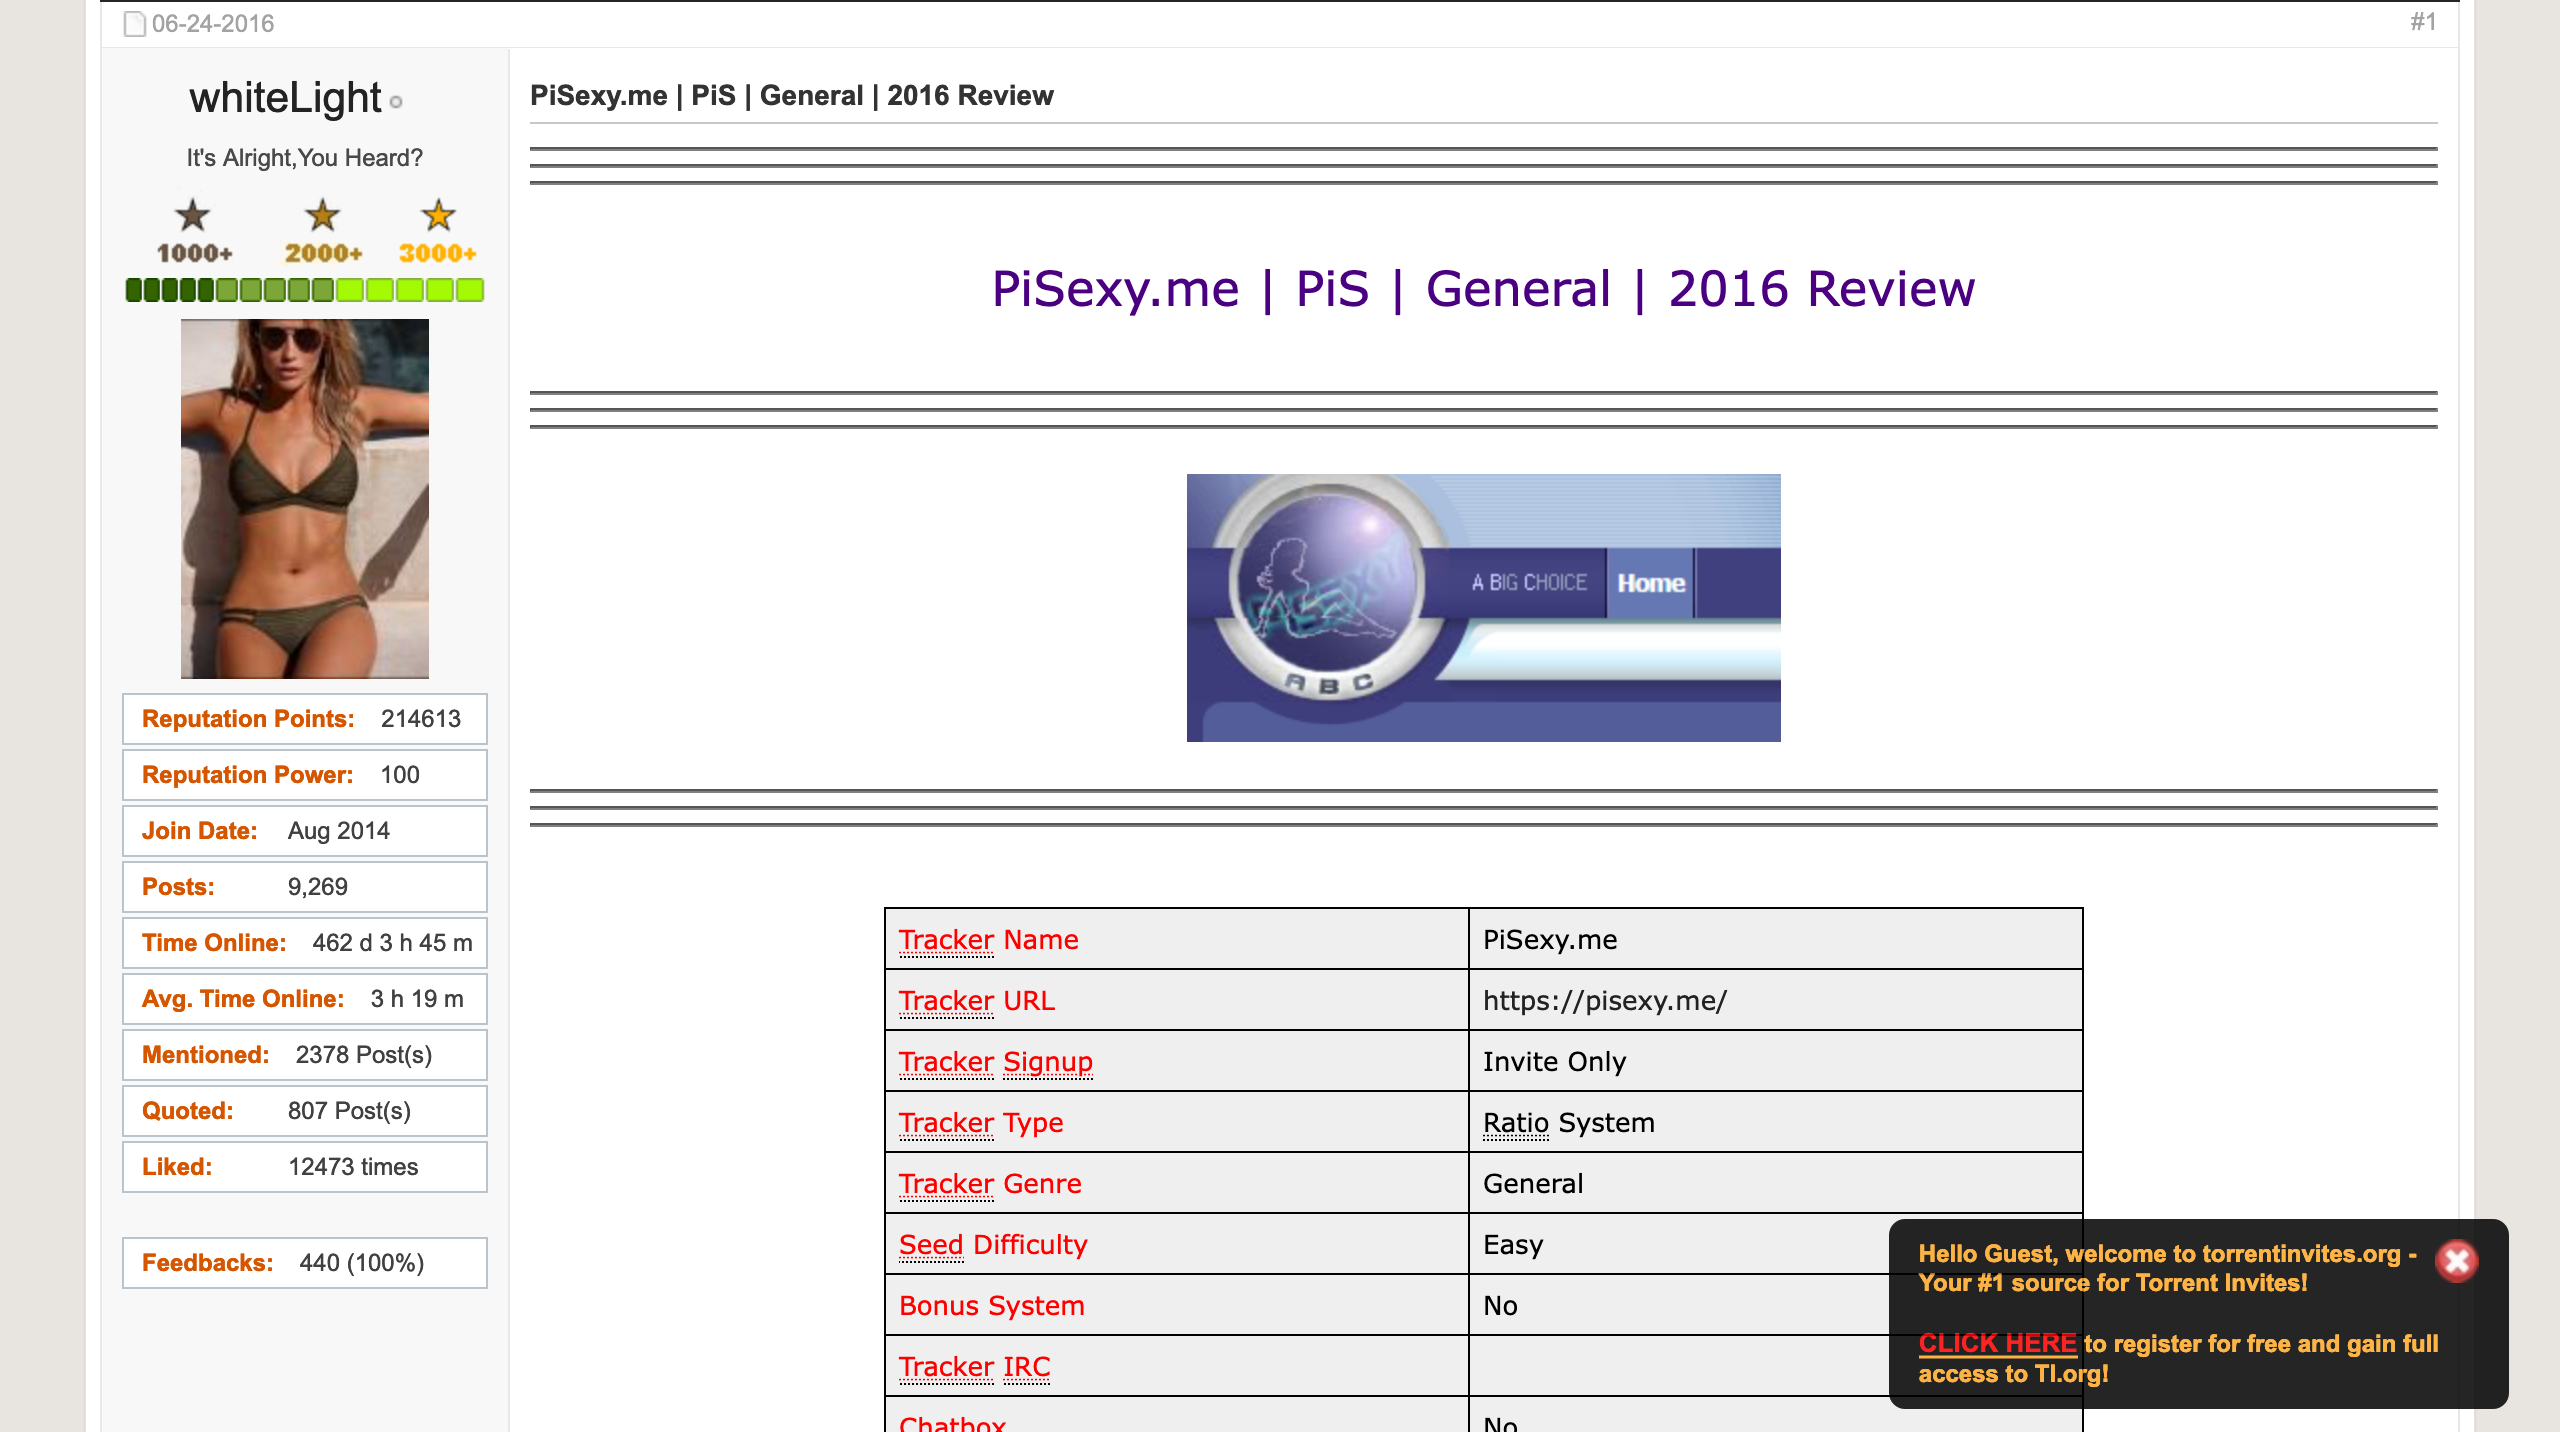 06-24-2016
#1
whiteLight
It's Alright,You Heard?
1000+ 2000+ 3000+
Reputation Points: 214613
Reputation Power: 100
Join Date: Aug 2014
Posts: 9,269
Time Online: 462 d 3 h 45 m
Avg. Time Online: 3 h 19 m
Mentioned: 2378 Post(s)
Quoted: 807 Post(s)
Liked: 12473 times
Feedbacks: 440 (100%)
PiSexy.me | PiS | General | 2016 Review
PiSexy.me | PiS | General | 2016 Review
A BIG CHOICE Home
ABC
Tracker Name PiSexy.me
Tracker URL https://pisexy.me/
Tracker Signup Invite Only
Tracker Type Ratio System
Tracker Genre General
Seed Difficulty Easy
Bonus System No
Tracker IRC
Chatbox No
Hello Guest, welcome to torrentinvites.org -
Your #1 source for Torrent Invites!
CLICK HERE to register for free and gain full
access to TI.org!